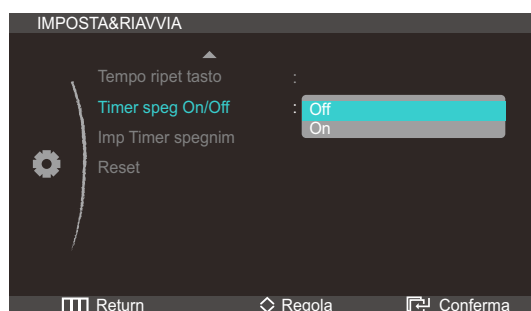 IMPOSTA&RIAVVIA
Tempo ripet tasto :
Timer speg On/Off : Off
On
Imp Timer spegnim
Reset
Return Regola Conferma